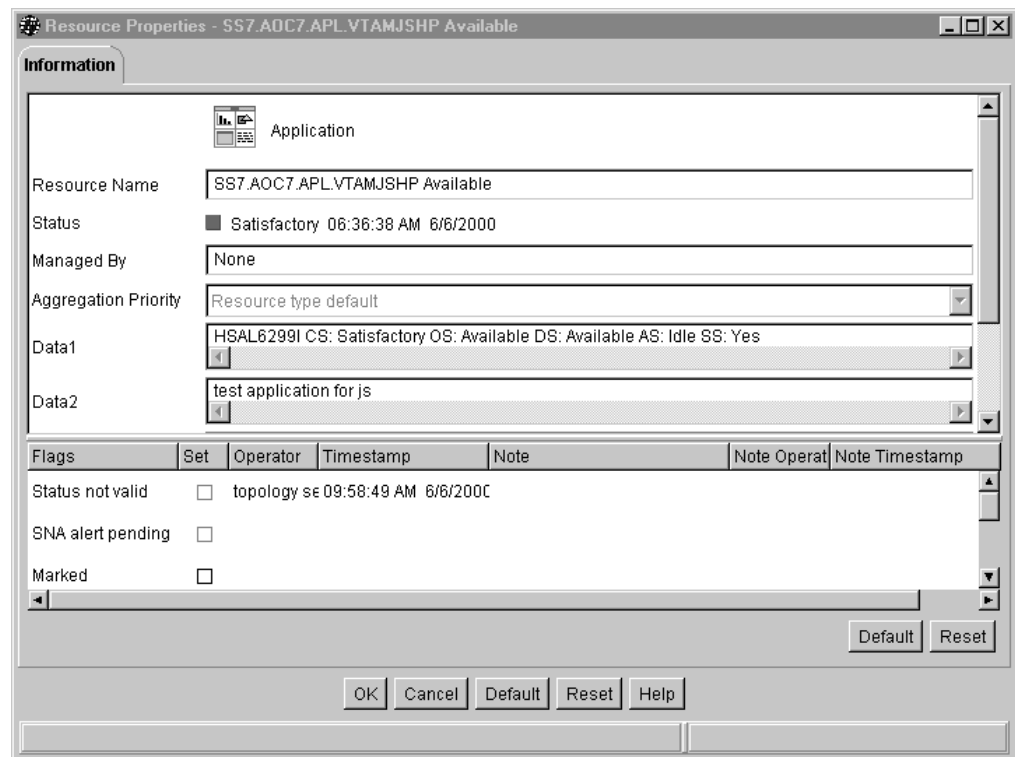 Resource Properties - SS7.AOC7.APL.VTAMJSHP Available
Information
Application
Resource Name SS7.AOC7.APL.VTAMJSHP Available
Status Satisfactory 06:36:38 AM 6/6/2000
Managed By None
Aggregation Priority Resource type default
Data1 HSAL6299I CS: Satisfactory OS: Available DS: Available AS: Idle SS: Yes
Data2 test application for js
Flags Set Operator Timestamp Note Note Operat Note Timestamp
Status not valid topology se 09:58:49 AM 6/6/200
SNA alert pending
Marked
Default Reset
OK Cancel Default Reset Help